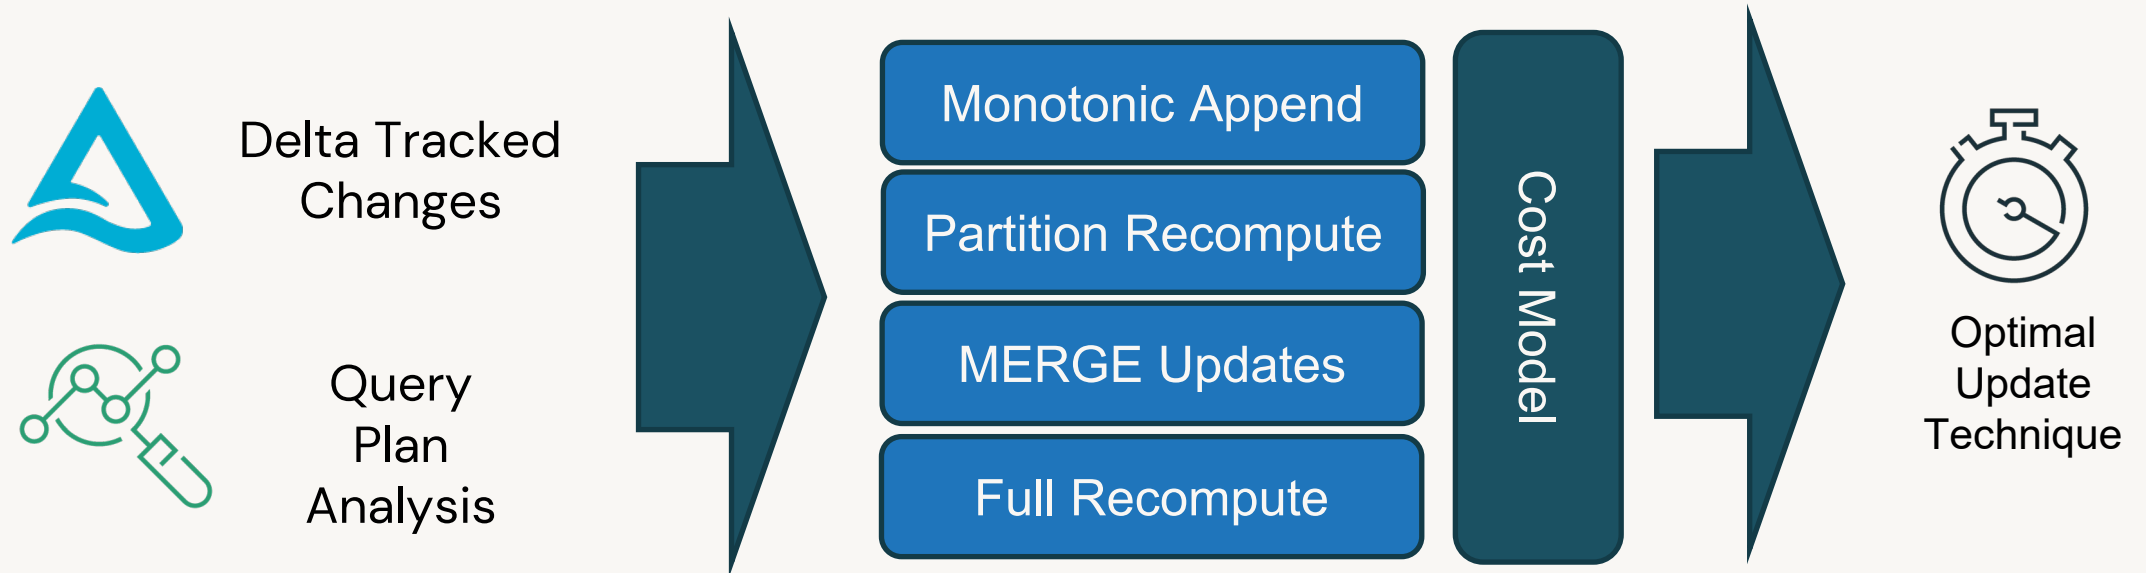 Delta Tracked
Changes
Query
Plan
Analysis
Monotonic Append
Partition Recompute
MERGE Updates
Full Recompute
Cost Model
Optimal
Update
Technique